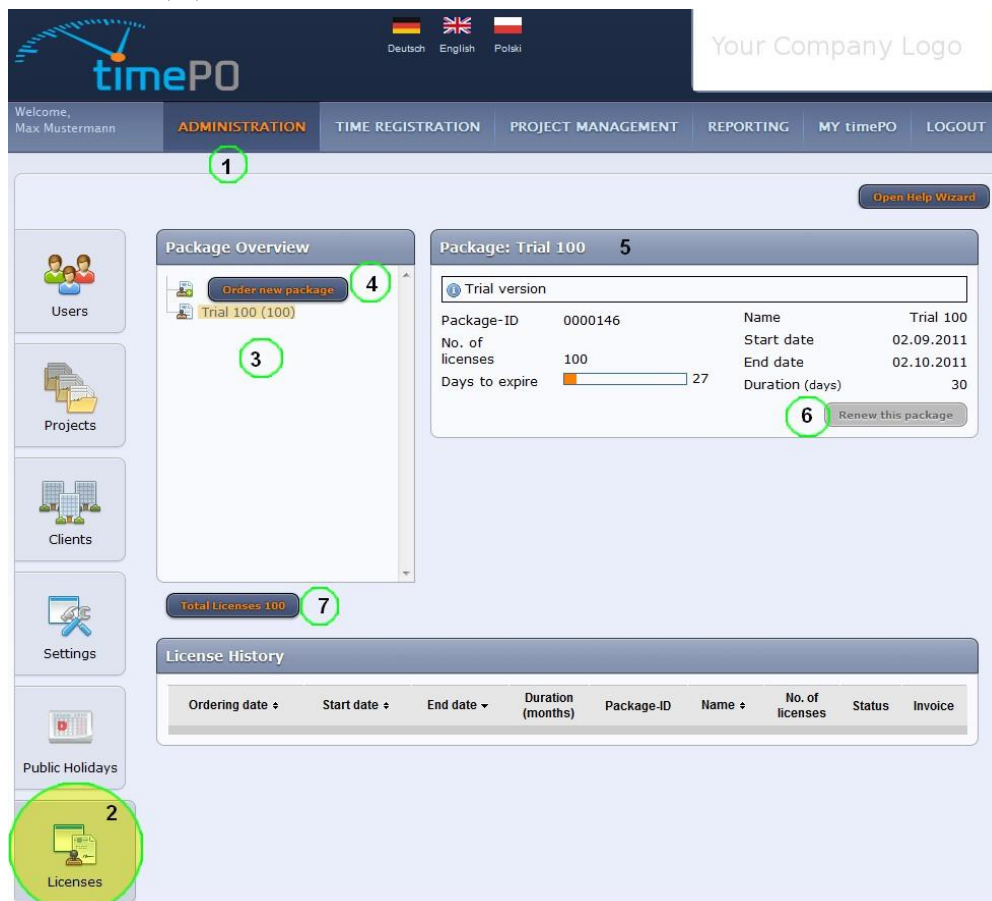 timePO
Deutsch English Polski
Your Company Logo
Welcome,
Max Mustermann
ADMINISTRATION TIME REGISTRATION PROJECT MANAGEMENT REPORTING MY timePO LOGOUT
1
Open Help Wizard
Users
Projects
Clients
Settings
Public Holidays
2
Licenses
Package Overview
Order new package
4
Trial 100 (100)
3
Total Licenses 100
7
Package: Trial 100 5
Trial version
Package-ID 0000146
No. of
licenses 100
Days to expire 27
Name Trial 100
Start date 02.09.2011
End date 02.10.2011
Duration (days) 30
6
Renew this package
License History
Ordering date Start date End date Duration (months) Package-ID Name No. of licenses Status Invoice